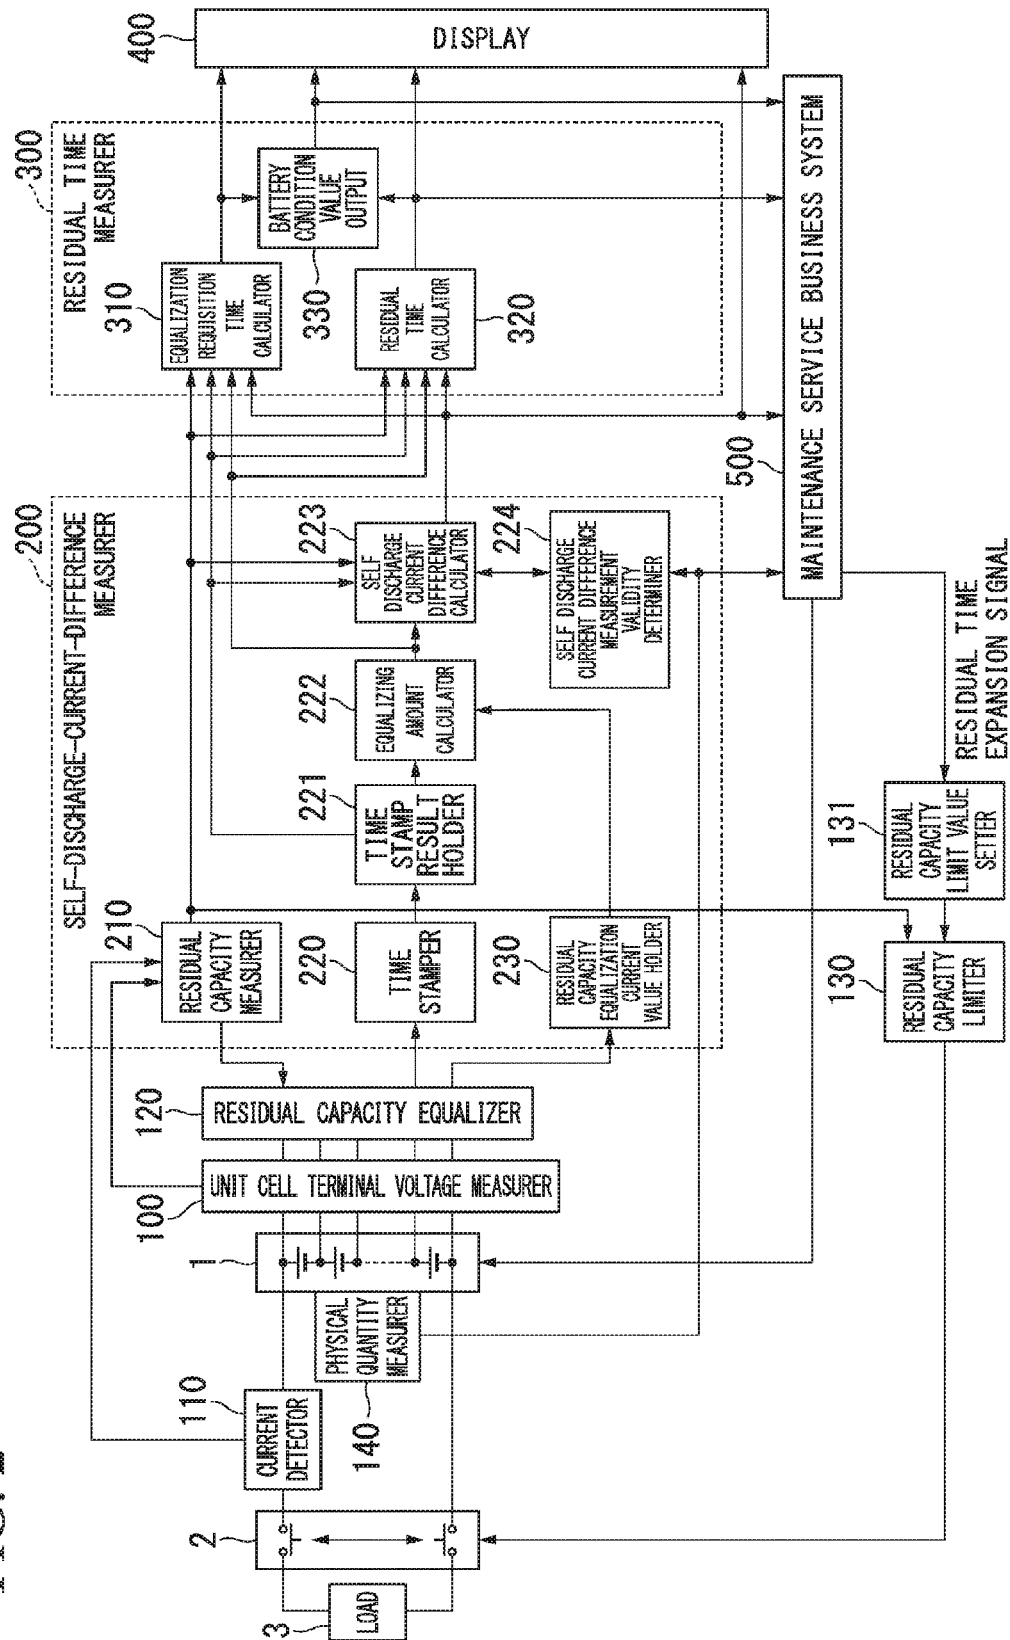 400
DISPLAY
300
RESIDUAL TIME
MEASURER
310
EQUALIZATION
REQUISITION
TIME
CALCULATOR
BATTERY
CONDITION
VALUE
OUTPUT
330
RESIDUAL
TIME
CALCULATOR
320
MAINTENANCE SERVICE BUSINESS SYSTEM
500
200
SELF-DISCHARGE-CURRENT-DIFFERENCE
MEASURER
223
SELF
DISCHARGE
CURRENT
DIFFERENCE
CALCULATOR
224
SELF DISCHARGE
CURRENT DIFFERENCE
MEASUREMENT
VALIDITY
DETERMINER
222
EQUALIZING
AMOUNT
CALCULATOR
221
TIME
STAMP
RESULT
HOLDER
210
RESIDUAL
CAPACITY
MEASURER
220
TIME
STAMPER
230
RESIDUAL
CAPACITY
EQUALIZATION
CURRENT
VALUE HOLDER
RESIDUAL TIME
EXPANSION SIGNAL
131
RESIDUAL
CAPACITY
LIMIT VALUE
SETTER
130
RESIDUAL
CAPACITY
LIMITER
120
RESIDUAL CAPACITY EQUALIZER
100
UNIT CELL TERMINAL VOLTAGE MEASURER
1
PHYSICAL
QUANTITY
MEASURER
140
110
CURRENT
DETECTOR
2
3
LOAD